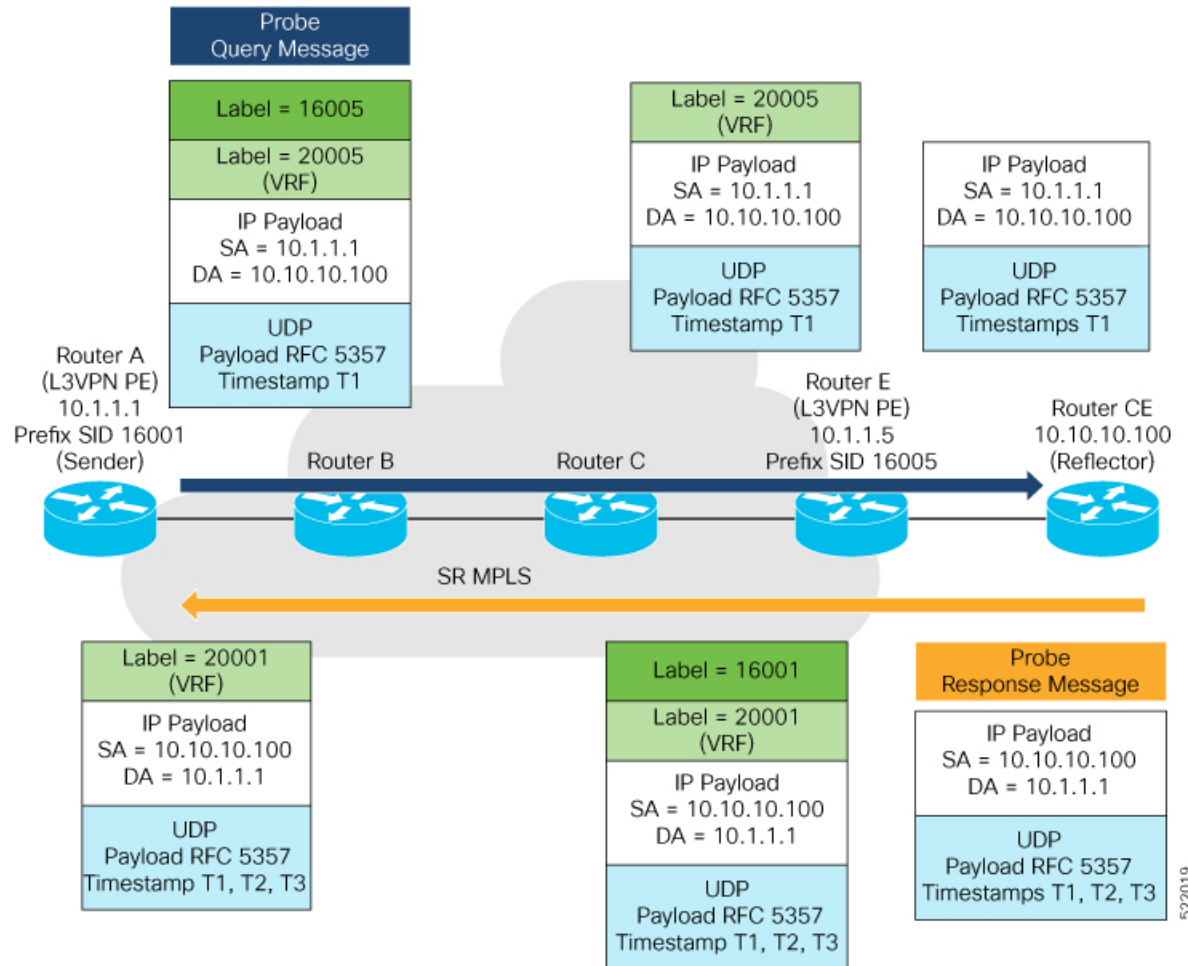 Probe
Query Message
Label = 16005
Label = 20005
(VRF)
IP Payload
SA = 10.1.1.1
DA = 10.10.10.100
UDP
Payload RFC 5357
Timestamp T1
Label = 20005
(VRF)
IP Payload
SA = 10.1.1.1
DA = 10.10.10.100
UDP
Payload RFC 5357
Timestamp T1
IP Payload
SA = 10.1.1.1
DA = 10.10.10.100
UDP
Payload RFC 5357
Timestamps T1
Router A
(L3VPN PE)
10.1.1.1
Prefix SID 16001
(Sender)
Router B
Router C
Router E
(L3VPN PE)
10.1.1.5
Prefix SID 16005
Router CE
10.10.10.100
(Reflector)
SR MPLS
Label = 20001
(VRF)
IP Payload
SA = 10.10.10.100
DA = 10.1.1.1
UDP
Payload RFC 5357
Timestamp T1, T2, T3
Label = 16001
Label = 20001
(VRF)
IP Payload
SA = 10.10.10.100
DA = 10.1.1.1
UDP
Payload RFC 5357
Timestamp T1, T2, T3
Probe
Response Message
IP Payload
SA = 10.10.10.100
DA = 10.1.1.1
UDP
Payload RFC 5357
Timestamps T1, T2, T3
522019